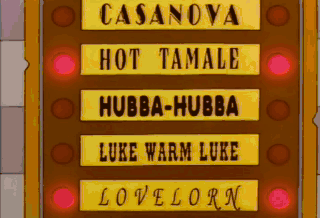 CASANOVA
HOT TAMALE
HUBBA-HUBBA
LUKE WARM LUKE
LOVELORN